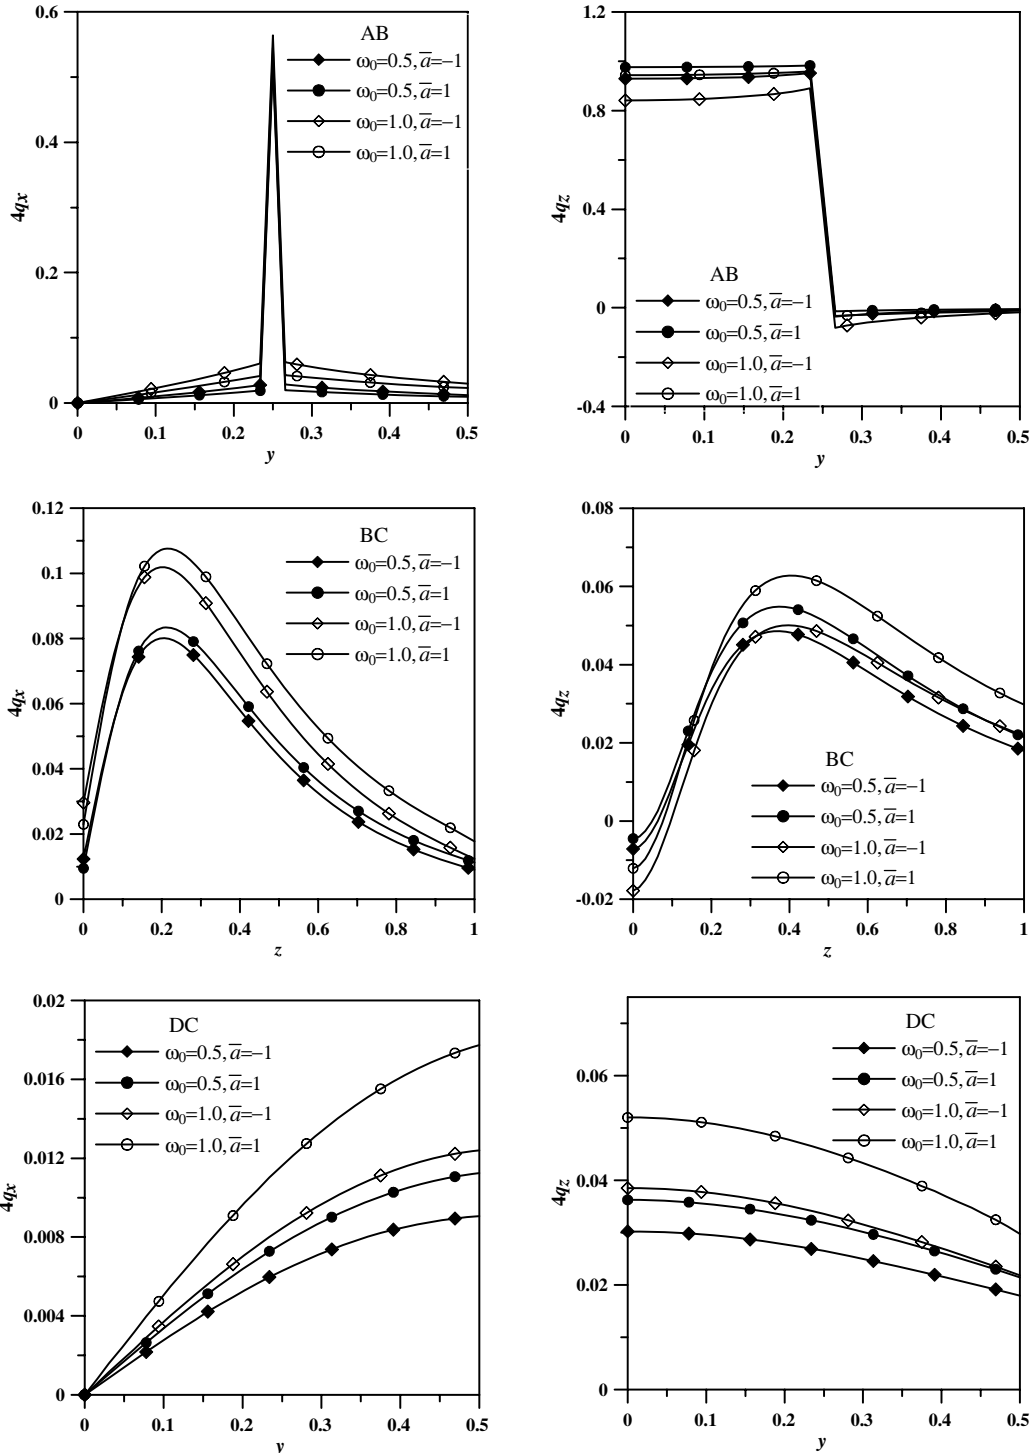 0.6
0.4
0.2
0
4qx
0
0.1
0.2
0.3
0.4
0.5
y
AB
ω0=0.5, a̅=−1
ω0=0.5, a̅=1
ω0=1.0, a̅=−1
ω0=1.0, a̅=1
1.2
0.8
0.4
0
-0.4
4qz
0
0.1
0.2
0.3
0.4
0.5
y
AB
ω0=0.5, a̅=−1
ω0=0.5, a̅=1
ω0=1.0, a̅=−1
ω0=1.0, a̅=1
0.12
0.1
0.08
0.06
0.04
0.02
0
4qx
0
0.2
0.4
0.6
0.8
1
z
BC
ω0=0.5, a̅=−1
ω0=0.5, a̅=1
ω0=1.0, a̅=−1
ω0=1.0, a̅=1
0.08
0.06
0.04
0.02
0
-0.02
4qz
0
0.2
0.4
0.6
0.8
1
z
BC
ω0=0.5, a̅=−1
ω0=0.5, a̅=1
ω0=1.0, a̅=−1
ω0=1.0, a̅=1
0.02
0.016
0.012
0.008
0.004
0
4qx
0
0.1
0.2
0.3
0.4
0.5
y
DC
ω0=0.5, a̅=−1
ω0=0.5, a̅=1
ω0=1.0, a̅=−1
ω0=1.0, a̅=1
0.06
0.04
0.02
0
4qz
0
0.1
0.2
0.3
0.4
0.5
y
DC
ω0=0.5, a̅=−1
ω0=0.5, a̅=1
ω0=1.0, a̅=−1
ω0=1.0, a̅=1